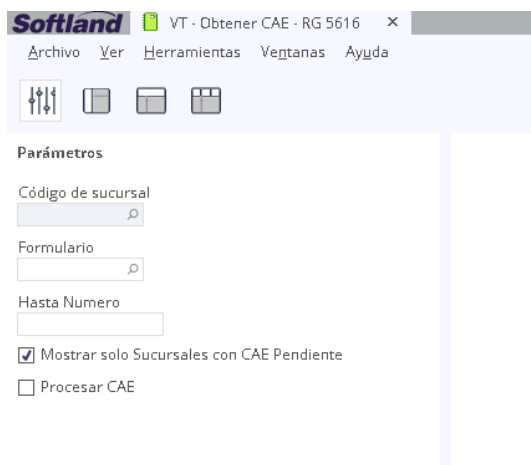 Softland VT - Obtener CAE - RG 5616 ×
Archivo Ver Herramientas Ventanas Ayuda
Parámetros
Código de sucursal
Formulario
Hasta Numero
Mostrar solo Sucursales con CAE Pendiente
Procesar CAE